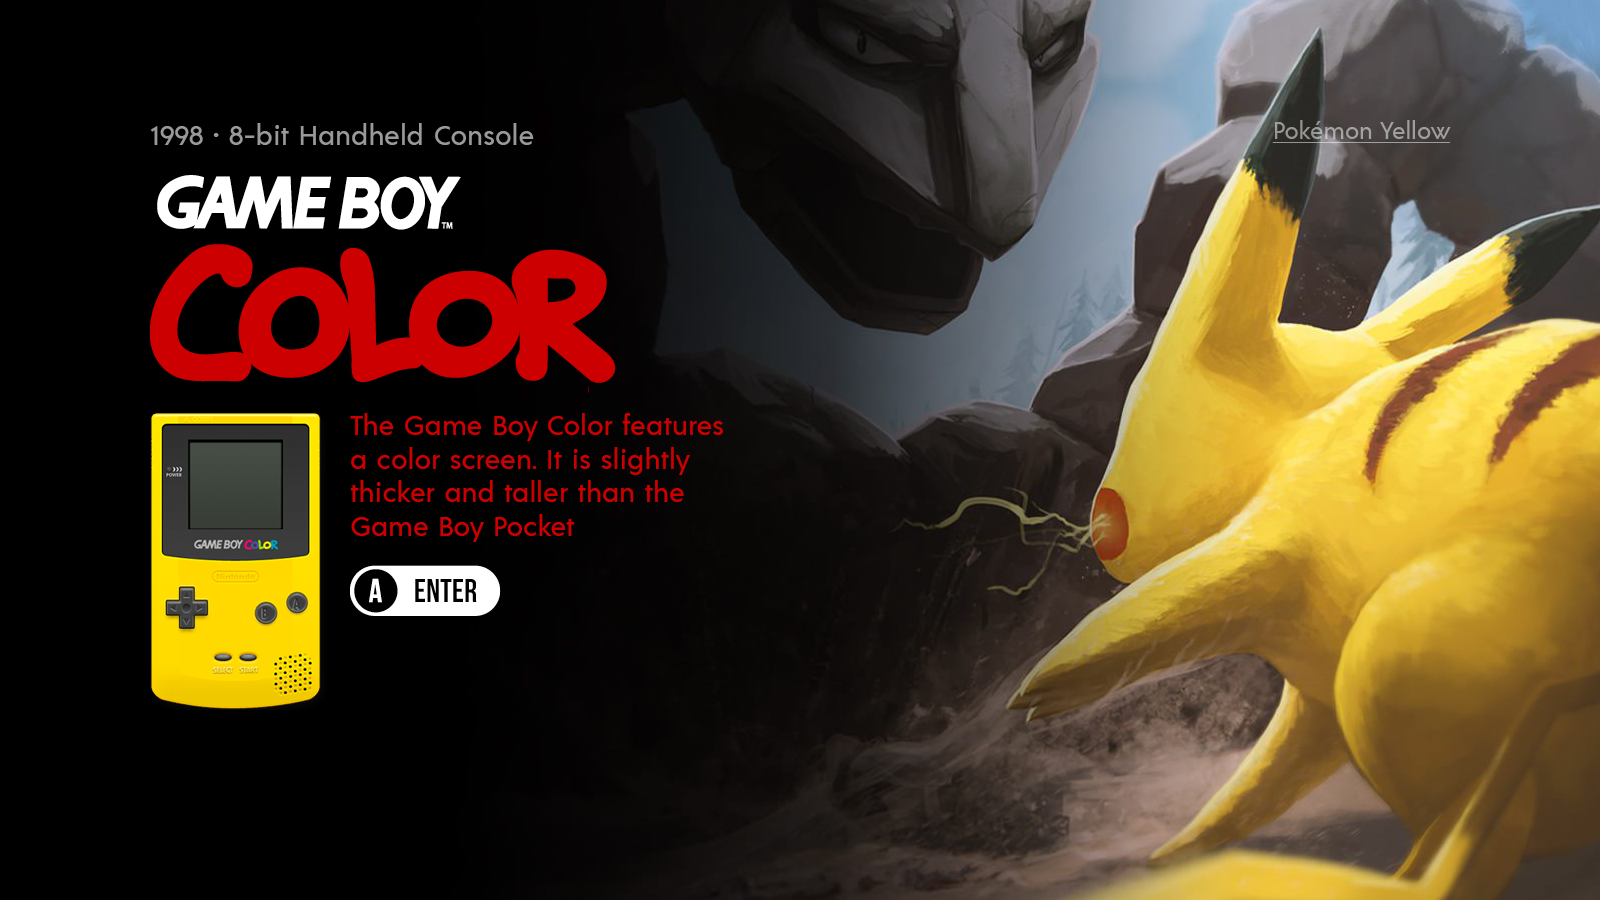 1998 · 8-bit Handheld Console
Pokémon Yellow
GAME BOY™
COLOR
The Game Boy Color features
a color screen. It is slightly
thicker and taller than the
Game Boy Pocket
A ENTER
POWER
GAME BOY COLOR
Nintendo
B A
SELECT START